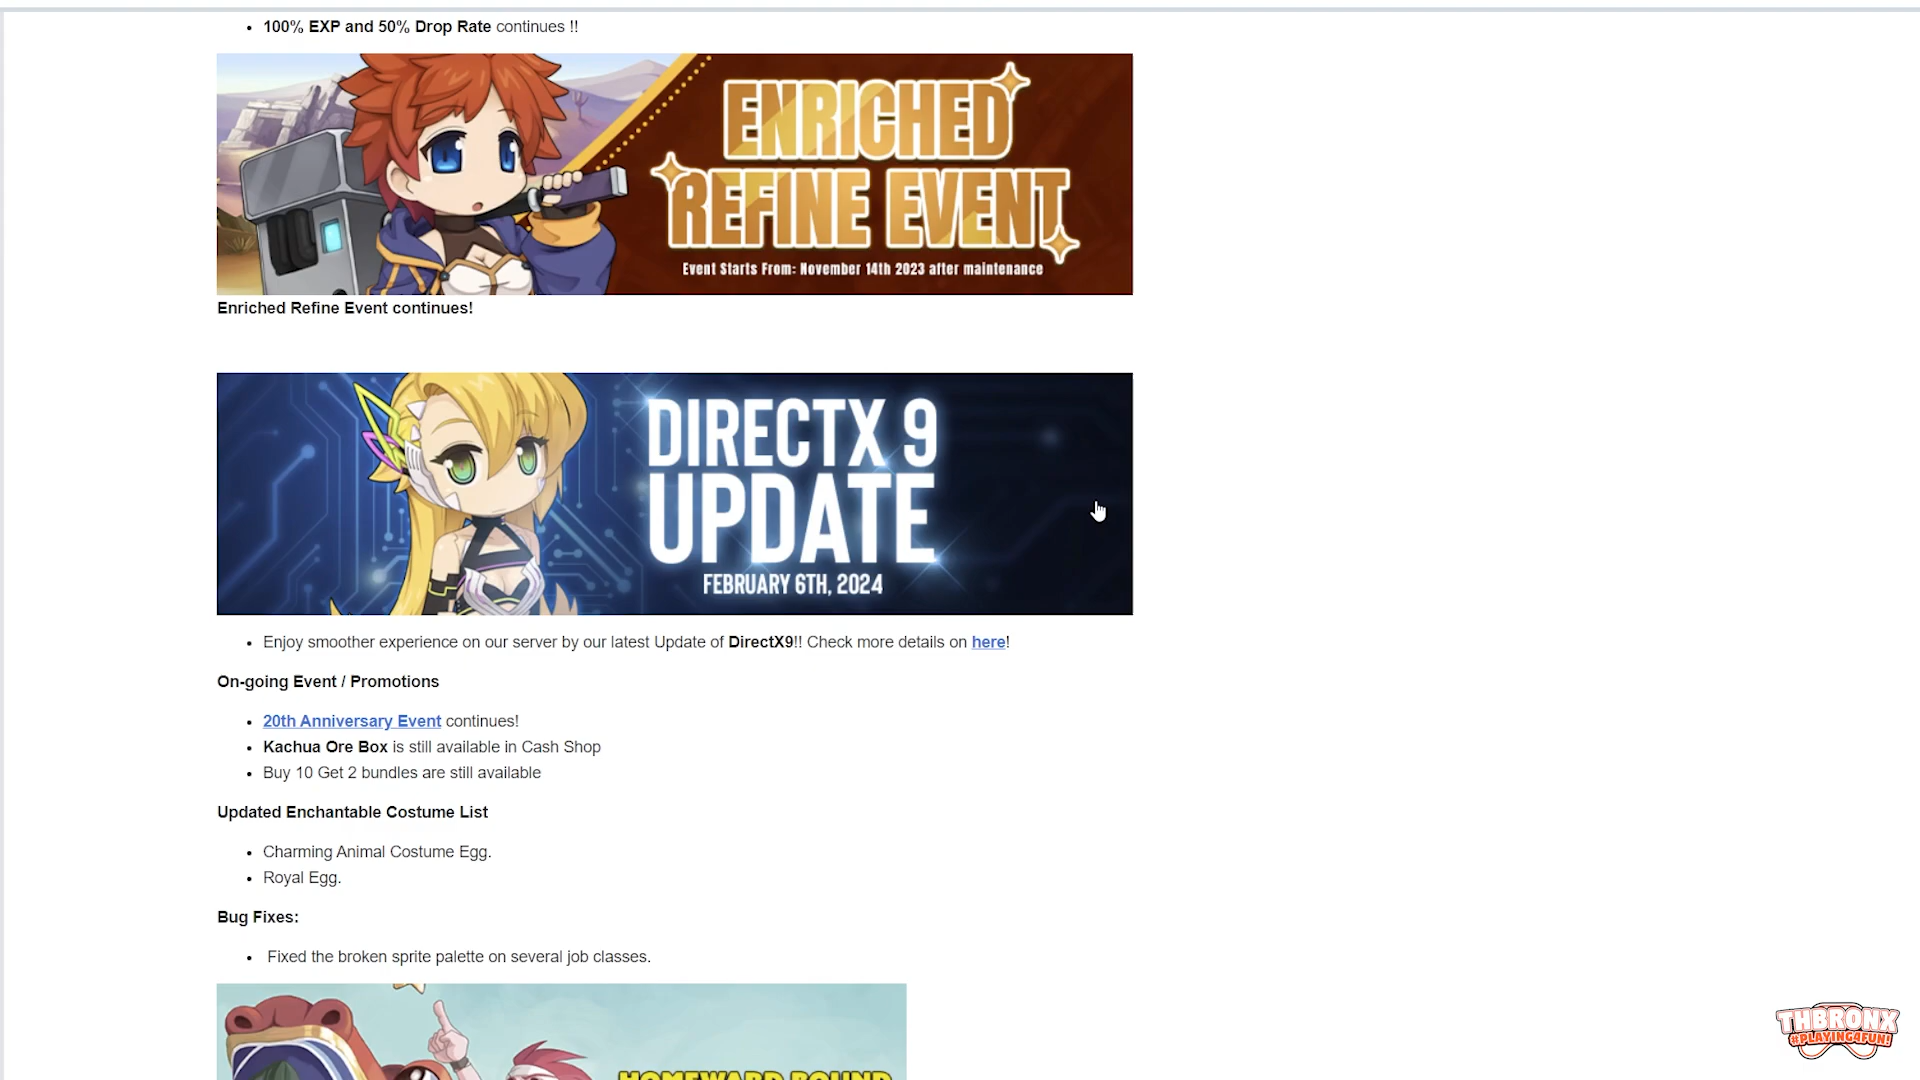 100% EXP and 50% Drop Rate continues !!
ENRICHED
REFINE EVENT
Event Starts From: November 14th 2023 after maintenance
Enriched Refine Event continues!
DIRECTX 9
UPDATE
FEBRUARY 6TH, 2024
Enjoy smoother experience on our server by our latest Update of DirectX9!! Check more details on here!
On-going Event / Promotions
20th Anniversary Event continues!
Kachua Ore Box is still available in Cash Shop
Buy 10 Get 2 bundles are still available
Updated Enchantable Costume List
Charming Animal Costume Egg.
Royal Egg.
Bug Fixes:
Fixed the broken sprite palette on several job classes.
HOMEWARD BOUND
THBRONX
#PLAYING4FUN!